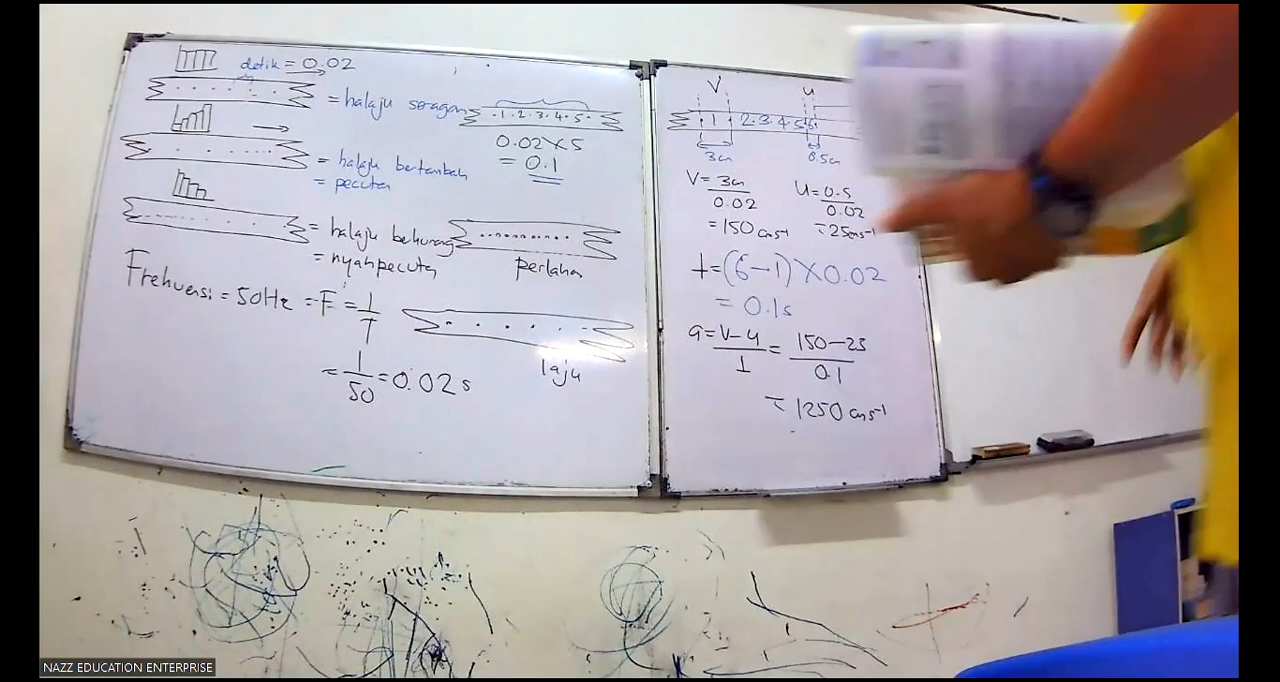 detik = 0.02
= halaju seragam
= halaju bertambah
= pecutan
= halaju berkurang
= nyahpecutan
Frekuensi = 50Hz = F = 1/T
= 1/50 = 0.02 s
·1·2·3·4·5·
0.02 x 5
= 0.1
perlahan
laju
V
u
1 2·3·4·5·6
3cm
0.5cm
V = 3cm/0.02
= 150 cms⁻¹
U = 0.5/0.02
= 25cms⁻¹
t = (6-1) X 0.02
= 0.1s
a = V-u/t = 150-25/0.1
= 1250 cms⁻¹
NAZZ EDUCATION ENTERPRISE